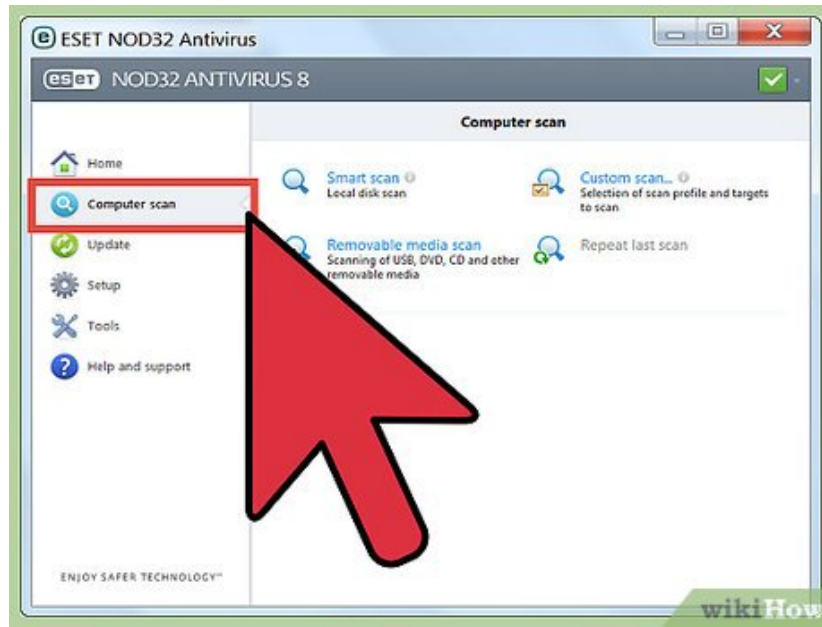 ESET NOD32 Antivirus
eset NOD32 ANTIVIRUS 8
Computer scan
Home
Computer scan
Update
Setup
Tools
Help and support
Smart scan
Local disk scan
Custom scan...
Selection of scan profile and targets
to scan
Removable media scan
Scanning of USB, DVD, CD and other
removable media
Repeat last scan
ENJOY SAFER TECHNOLOGY™
wikiHow